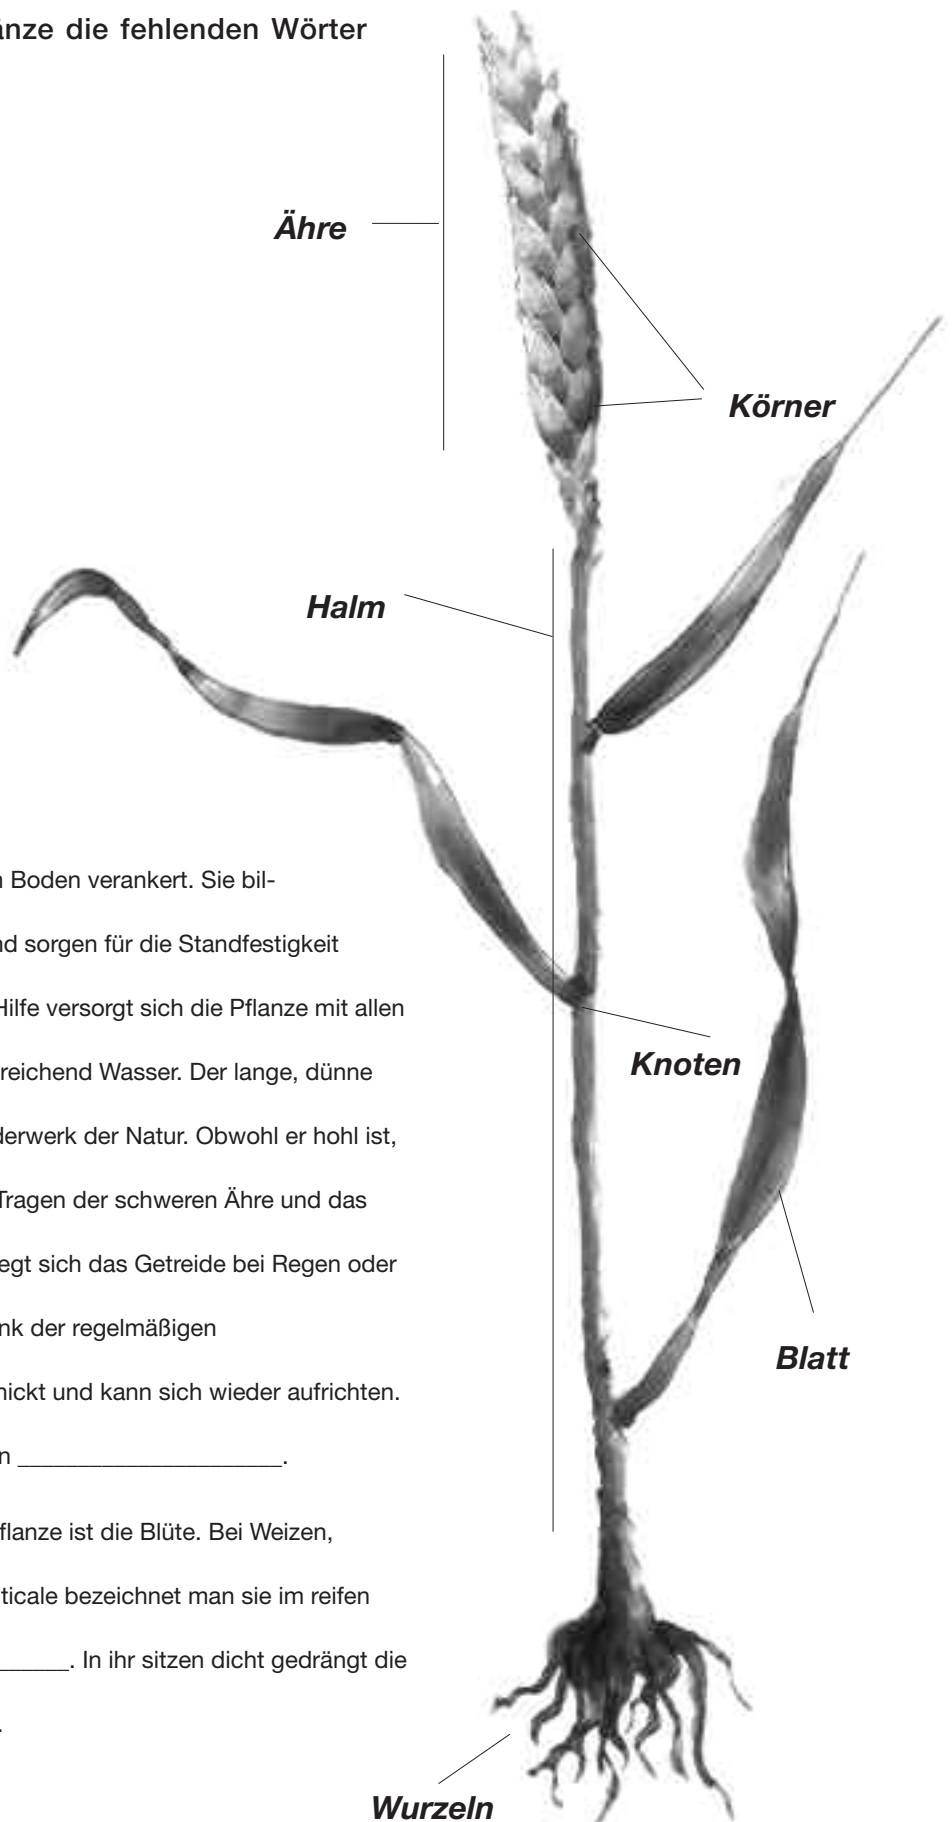 änze die fehlenden Wörter
Ähre
Körner
Halm
Boden verankert. Sie bil-
nd sorgen für die Standfestigkeit
Hilfe versorgt sich die Pflanze mit allen
reichend Wasser. Der lange, dünne
Knoten
derwerk der Natur. Obwohl er hohl ist,
Tragen der schweren Ähre und das
egt sich das Getreide bei Regen oder
nk der regelmäßigen
Blatt
nickt und kann sich wieder aufrichten.
n ____________________.
flanze ist die Blüte. Bei Weizen,
ticale bezeichnet man sie im reifen
______. In ihr sitzen dicht gedrängt die
.
Wurzeln